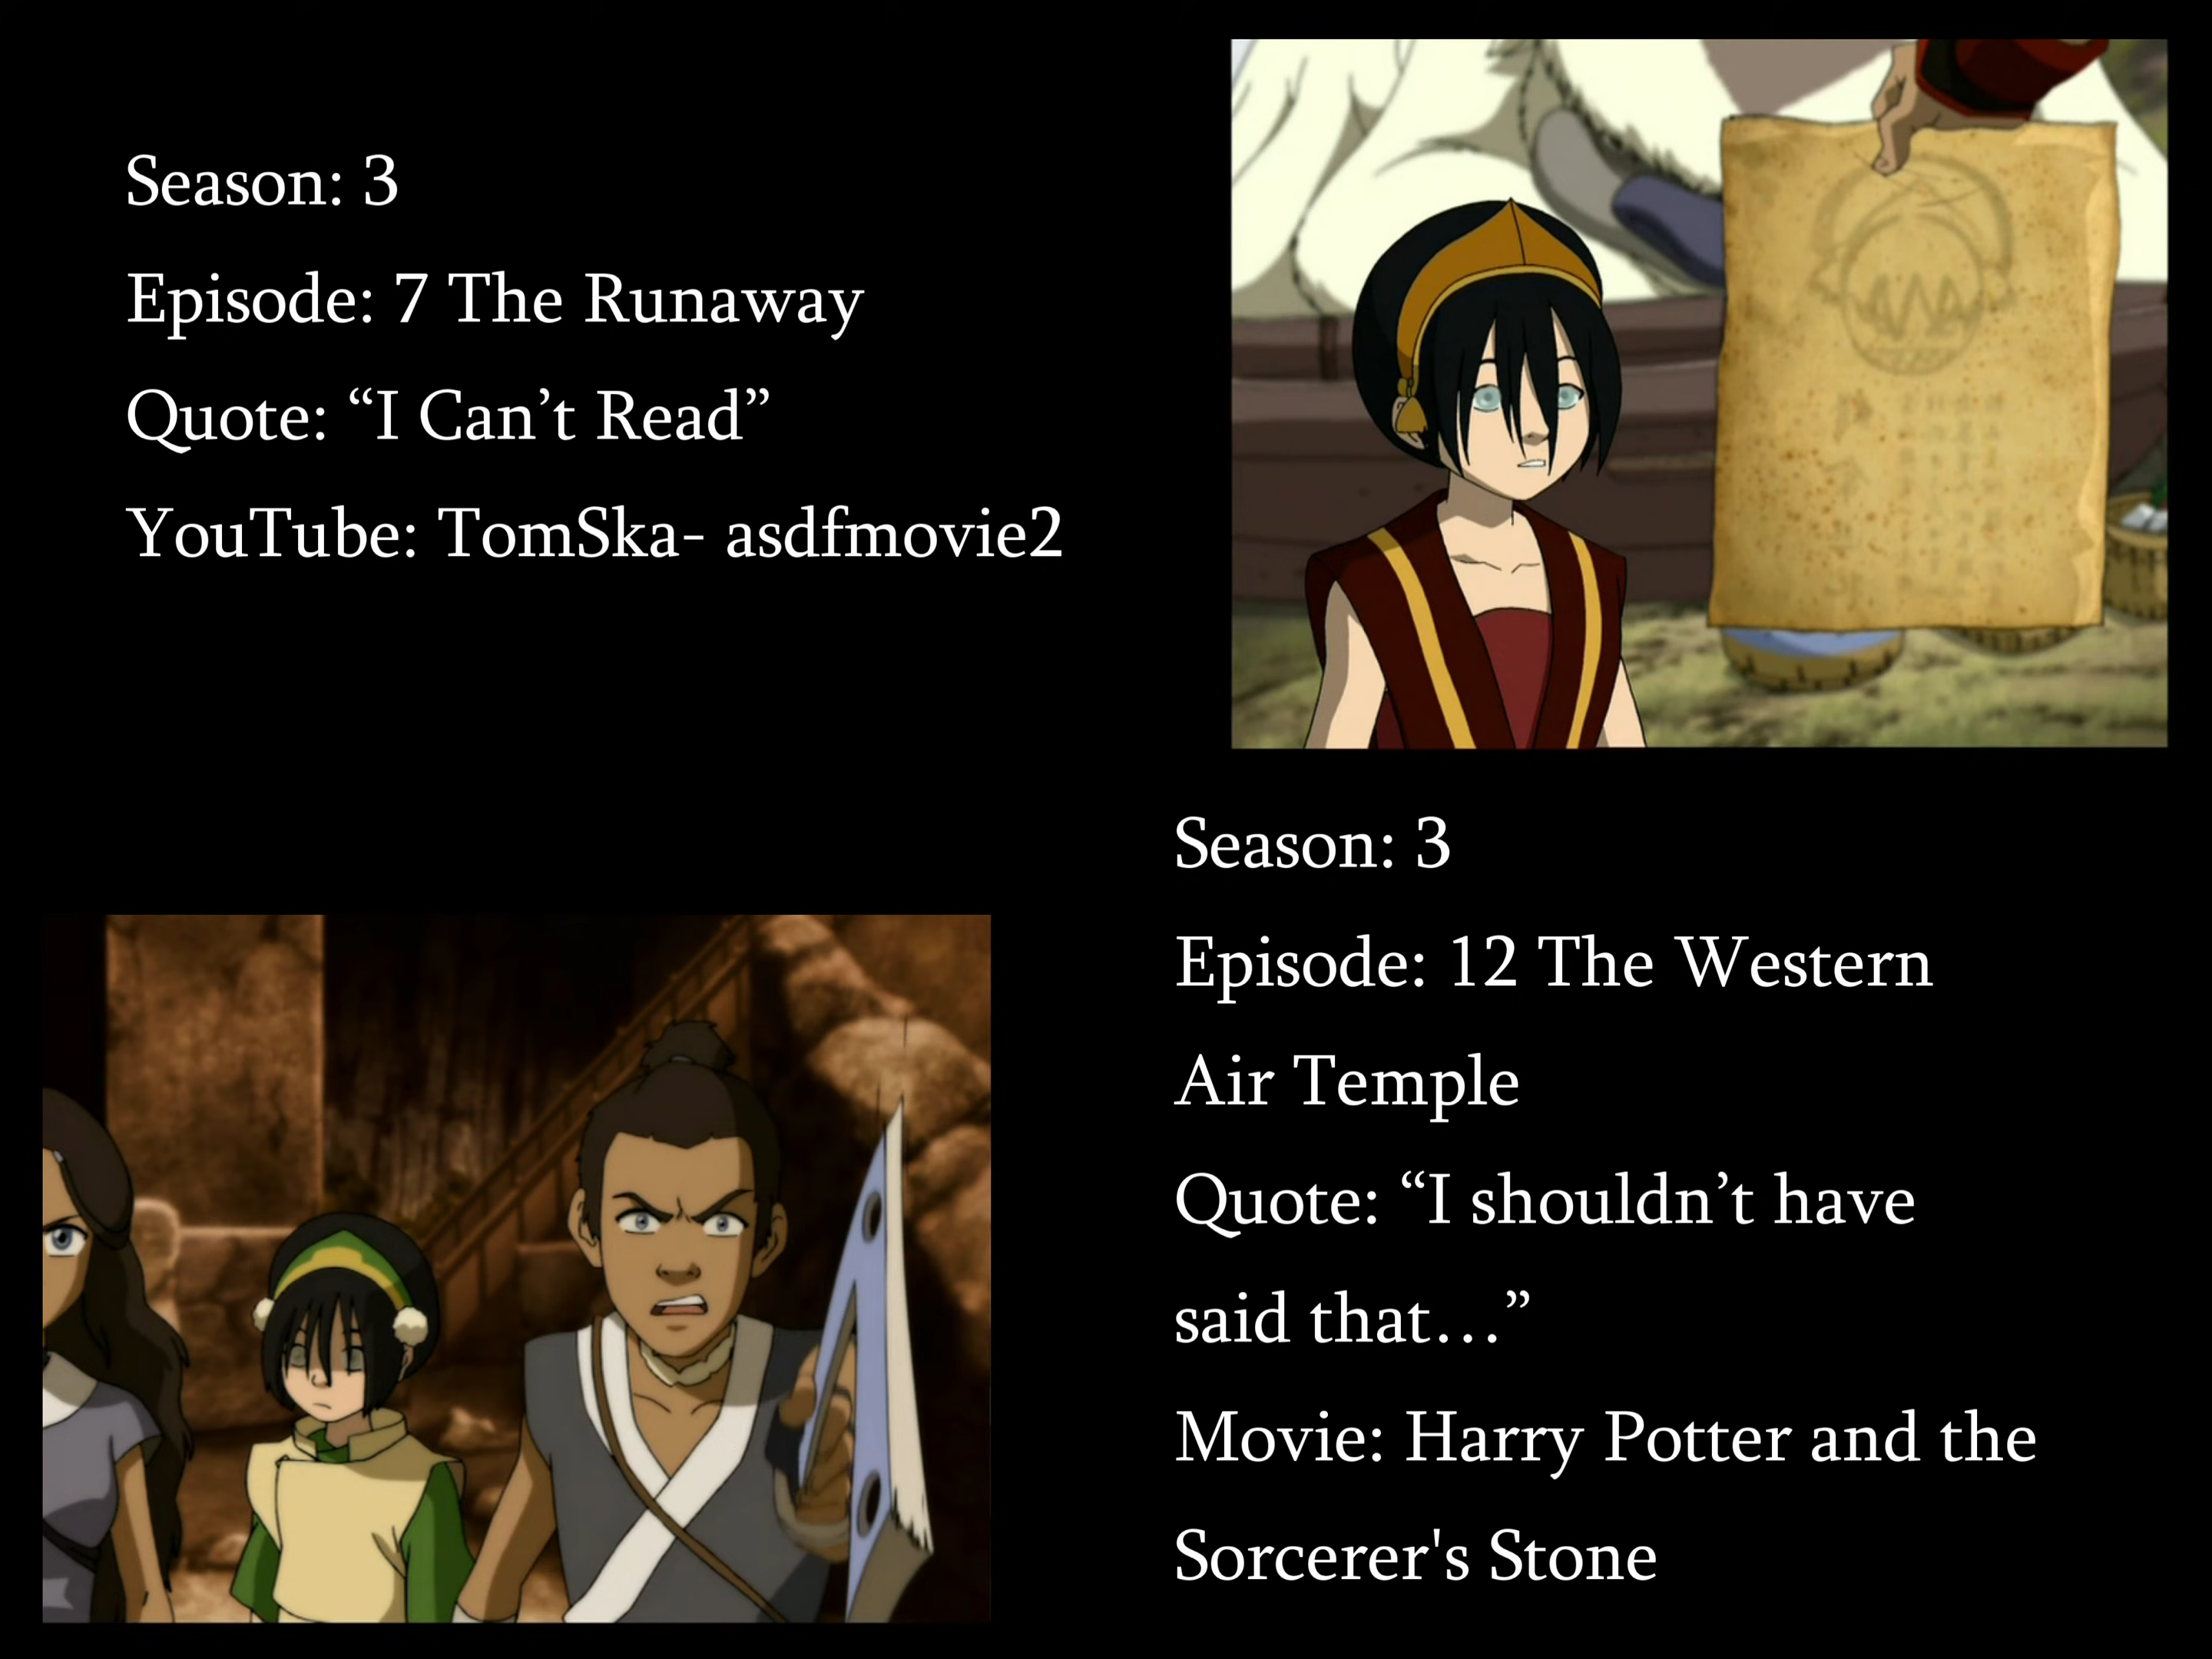 Season: 3
Episode: 7 The Runaway
Quote: “I Can’t Read”
YouTube: TomSka- asdfmovie2
Season: 3
Episode: 12 The Western
Air Temple
Quote: “I shouldn’t have
said that…”
Movie: Harry Potter and the
Sorcerer's Stone